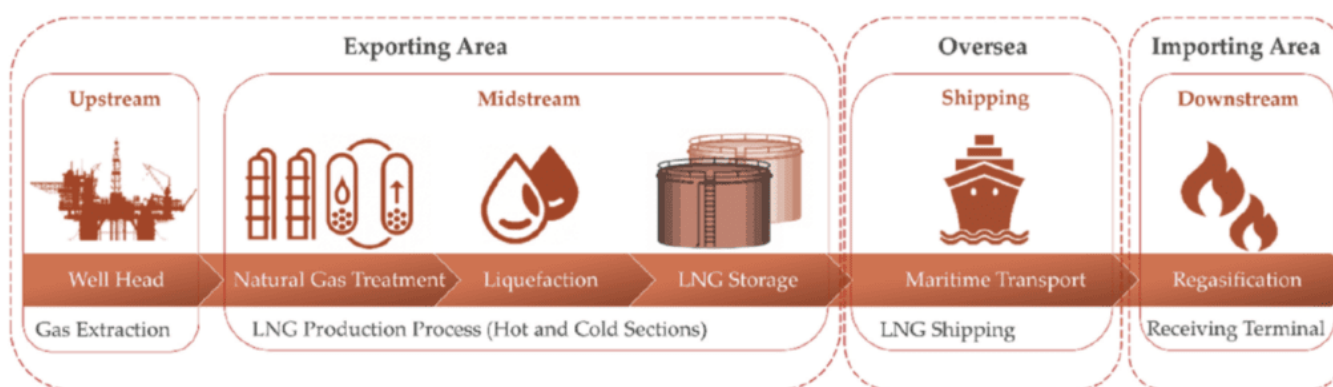 Exporting Area
Oversea
Importing Area
Upstream
Midstream
Shipping
Downstream
Well Head
Natural Gas Treatment
Liquefaction
LNG Storage
Maritime Transport
Regasification
Gas Extraction
LNG Production Process (Hot and Cold Sections)
LNG Shipping
Receiving Terminal